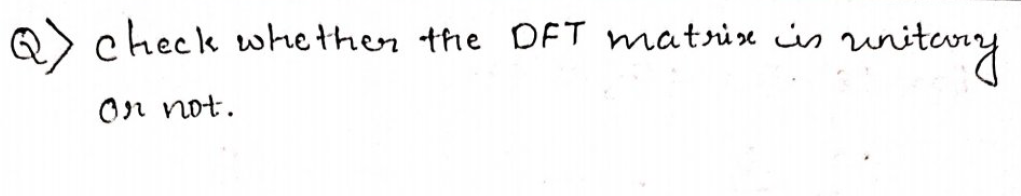 Q) check whether the DFT matrix is unitary
or not.